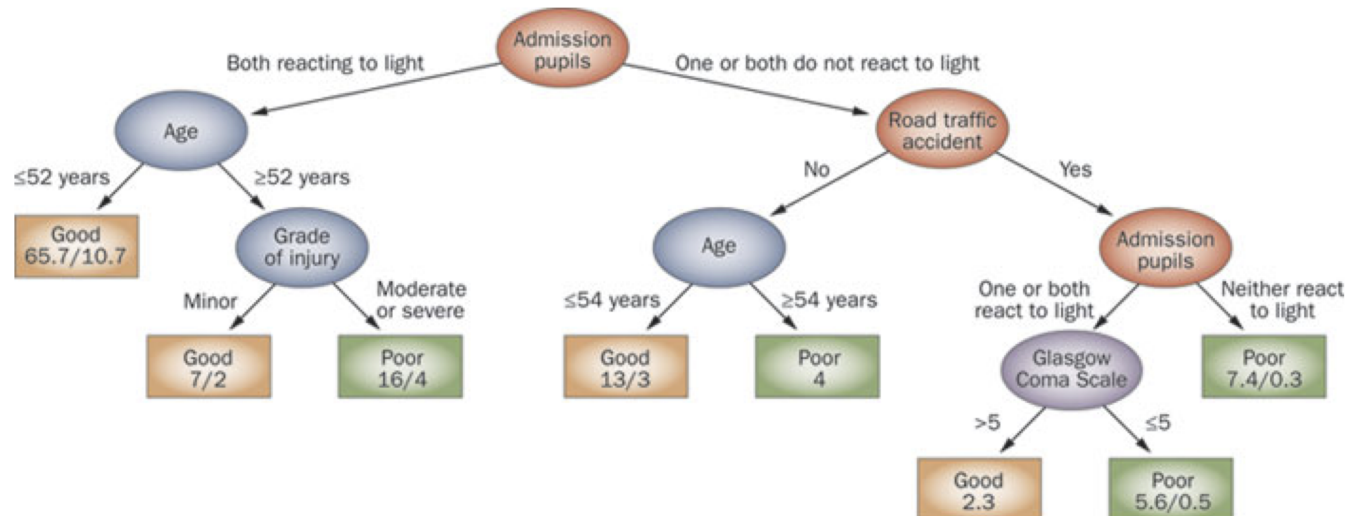 Admission
pupils
Both reacting to light
One or both do not react to light
Age
Road traffic
accident
≤52 years
≥52 years
No
Yes
Good
65.7/10.7
Grade
of injury
Age
Admission
pupils
Minor
Moderate
or severe
≤54 years
≥54 years
One or both
react to light
Neither react
to light
Good
7/2
Poor
16/4
Good
13/3
Poor
4
Glasgow
Coma Scale
Poor
7.4/0.3
>5
≤5
Good
2.3
Poor
5.6/0.5